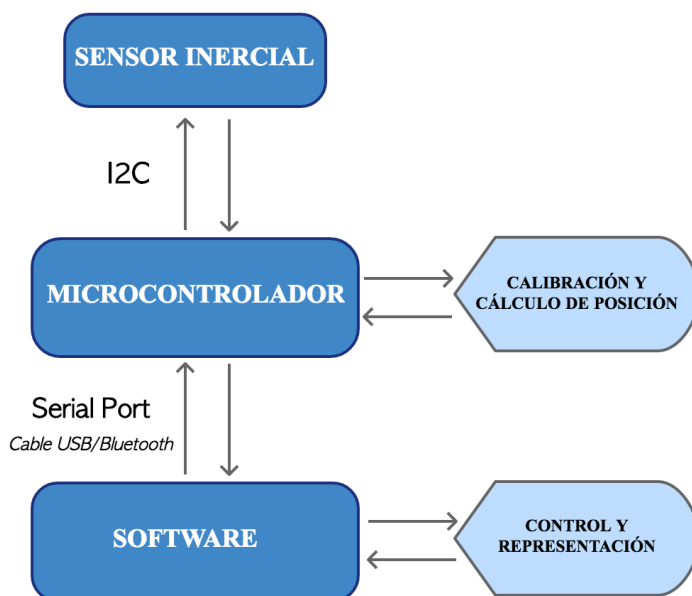 SENSOR INERCIAL
I2C
MICROCONTROLADOR
CALIBRACIÓN Y
CÁLCULO DE POSICIÓN
Serial Port
Cable USB/Bluetooth
SOFTWARE
CONTROL Y
REPRESENTACIÓN